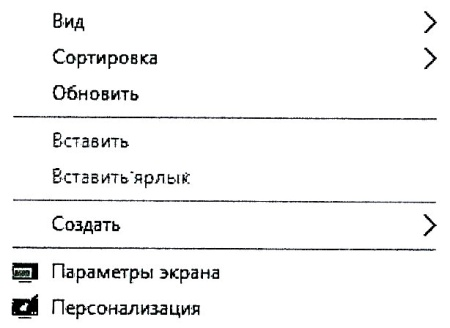 Вид
Сортировка
Обновить
Вставить
Вставить ярлык
Создать
Параметры экрана
Персонализация